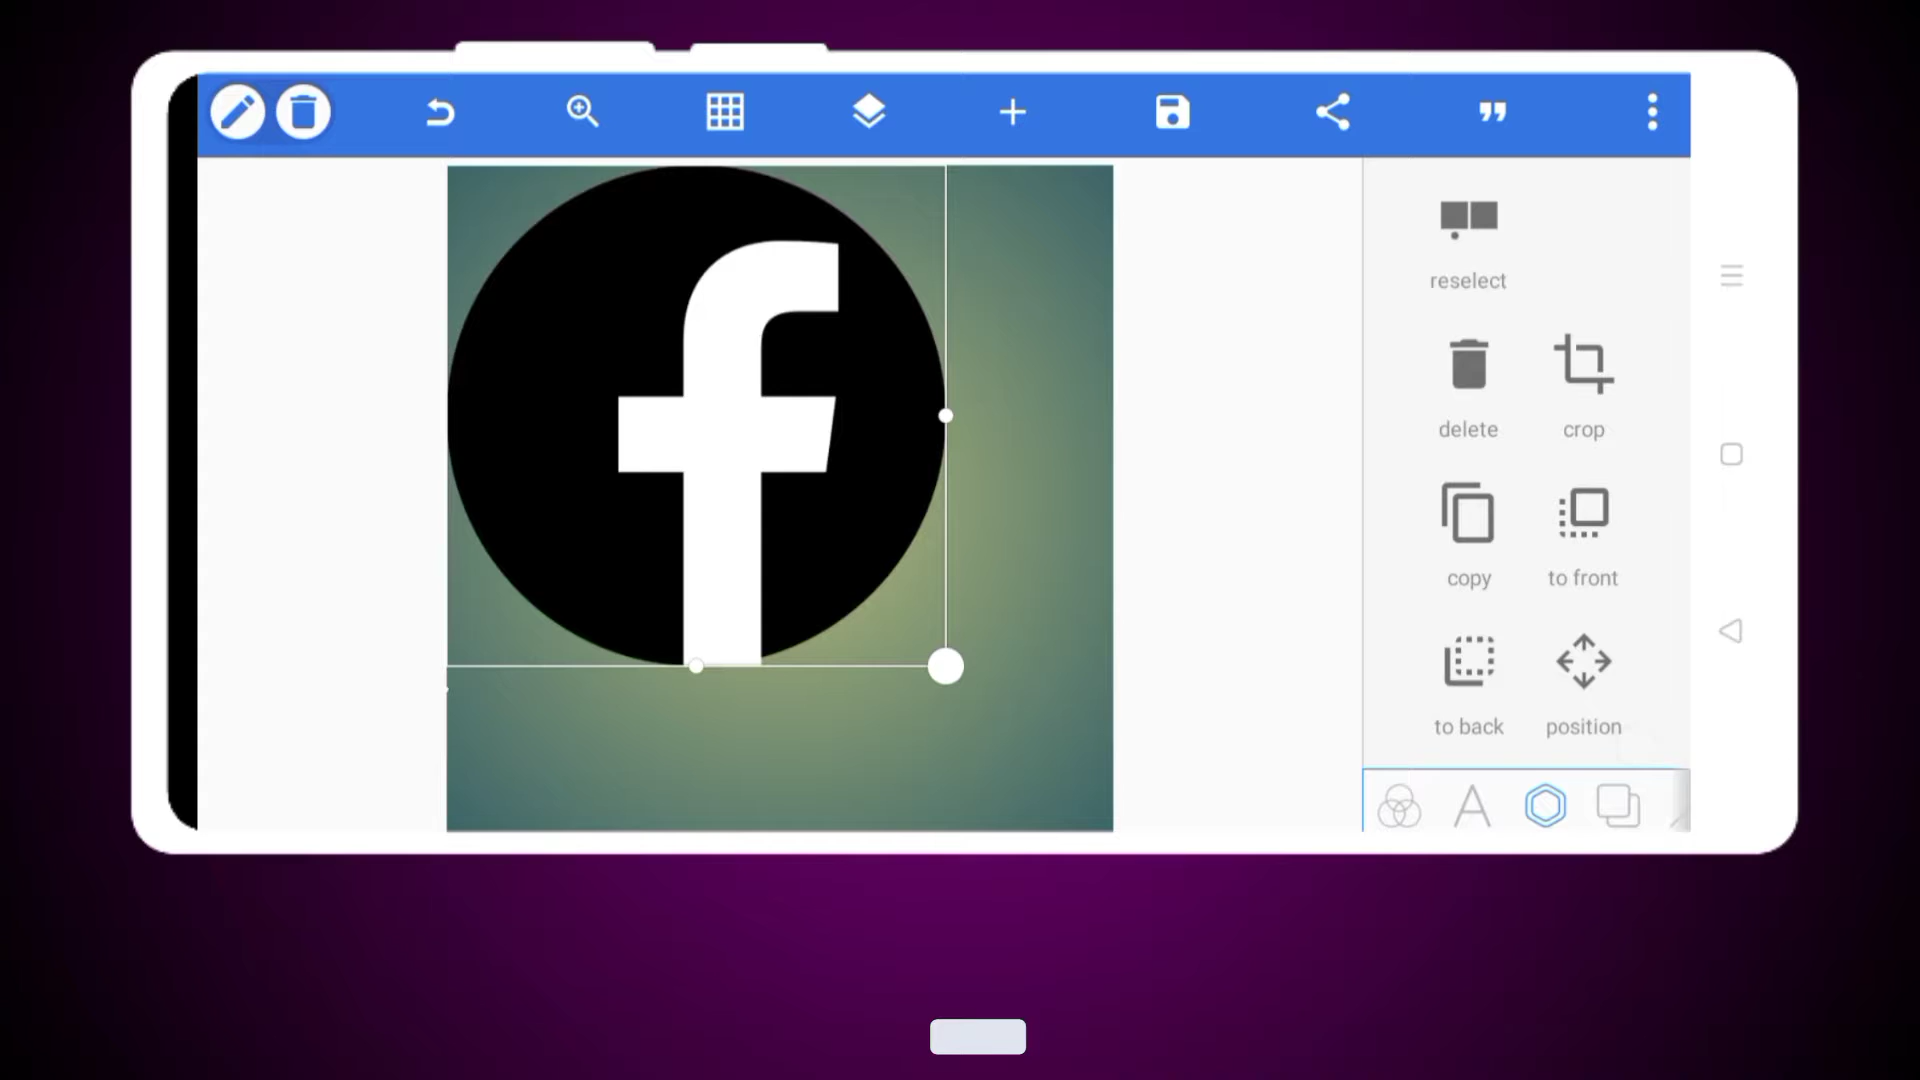 reselect
delete crop
copy to front
to back position